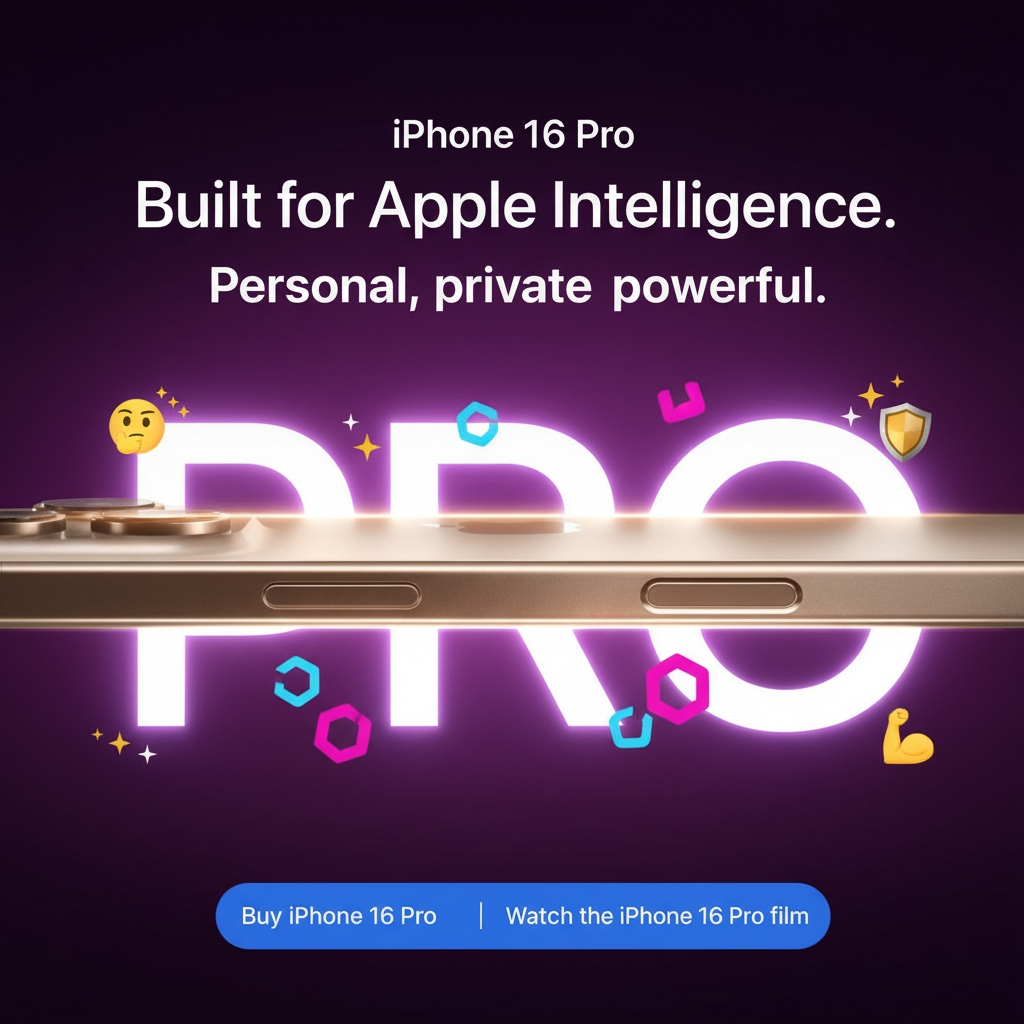 iPhone 16 Pro
Built for Apple Intelligence.
Personal, private powerful.
PRO
Buy iPhone 16 Pro | Watch the iPhone 16 Pro film